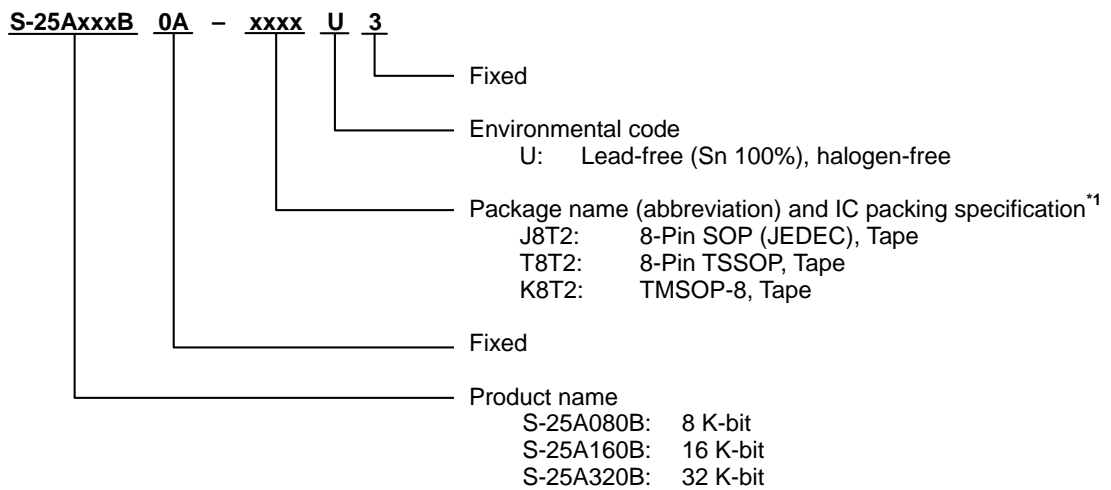 S-25AxxxB 0A – xxxx U 3
Fixed
Environmental code
U: Lead-free (Sn 100%), halogen-free
Package name (abbreviation) and IC packing specification*1
J8T2: 8-Pin SOP (JEDEC), Tape
T8T2: 8-Pin TSSOP, Tape
K8T2: TMSOP-8, Tape
Fixed
Product name
S-25A080B: 8 K-bit
S-25A160B: 16 K-bit
S-25A320B: 32 K-bit